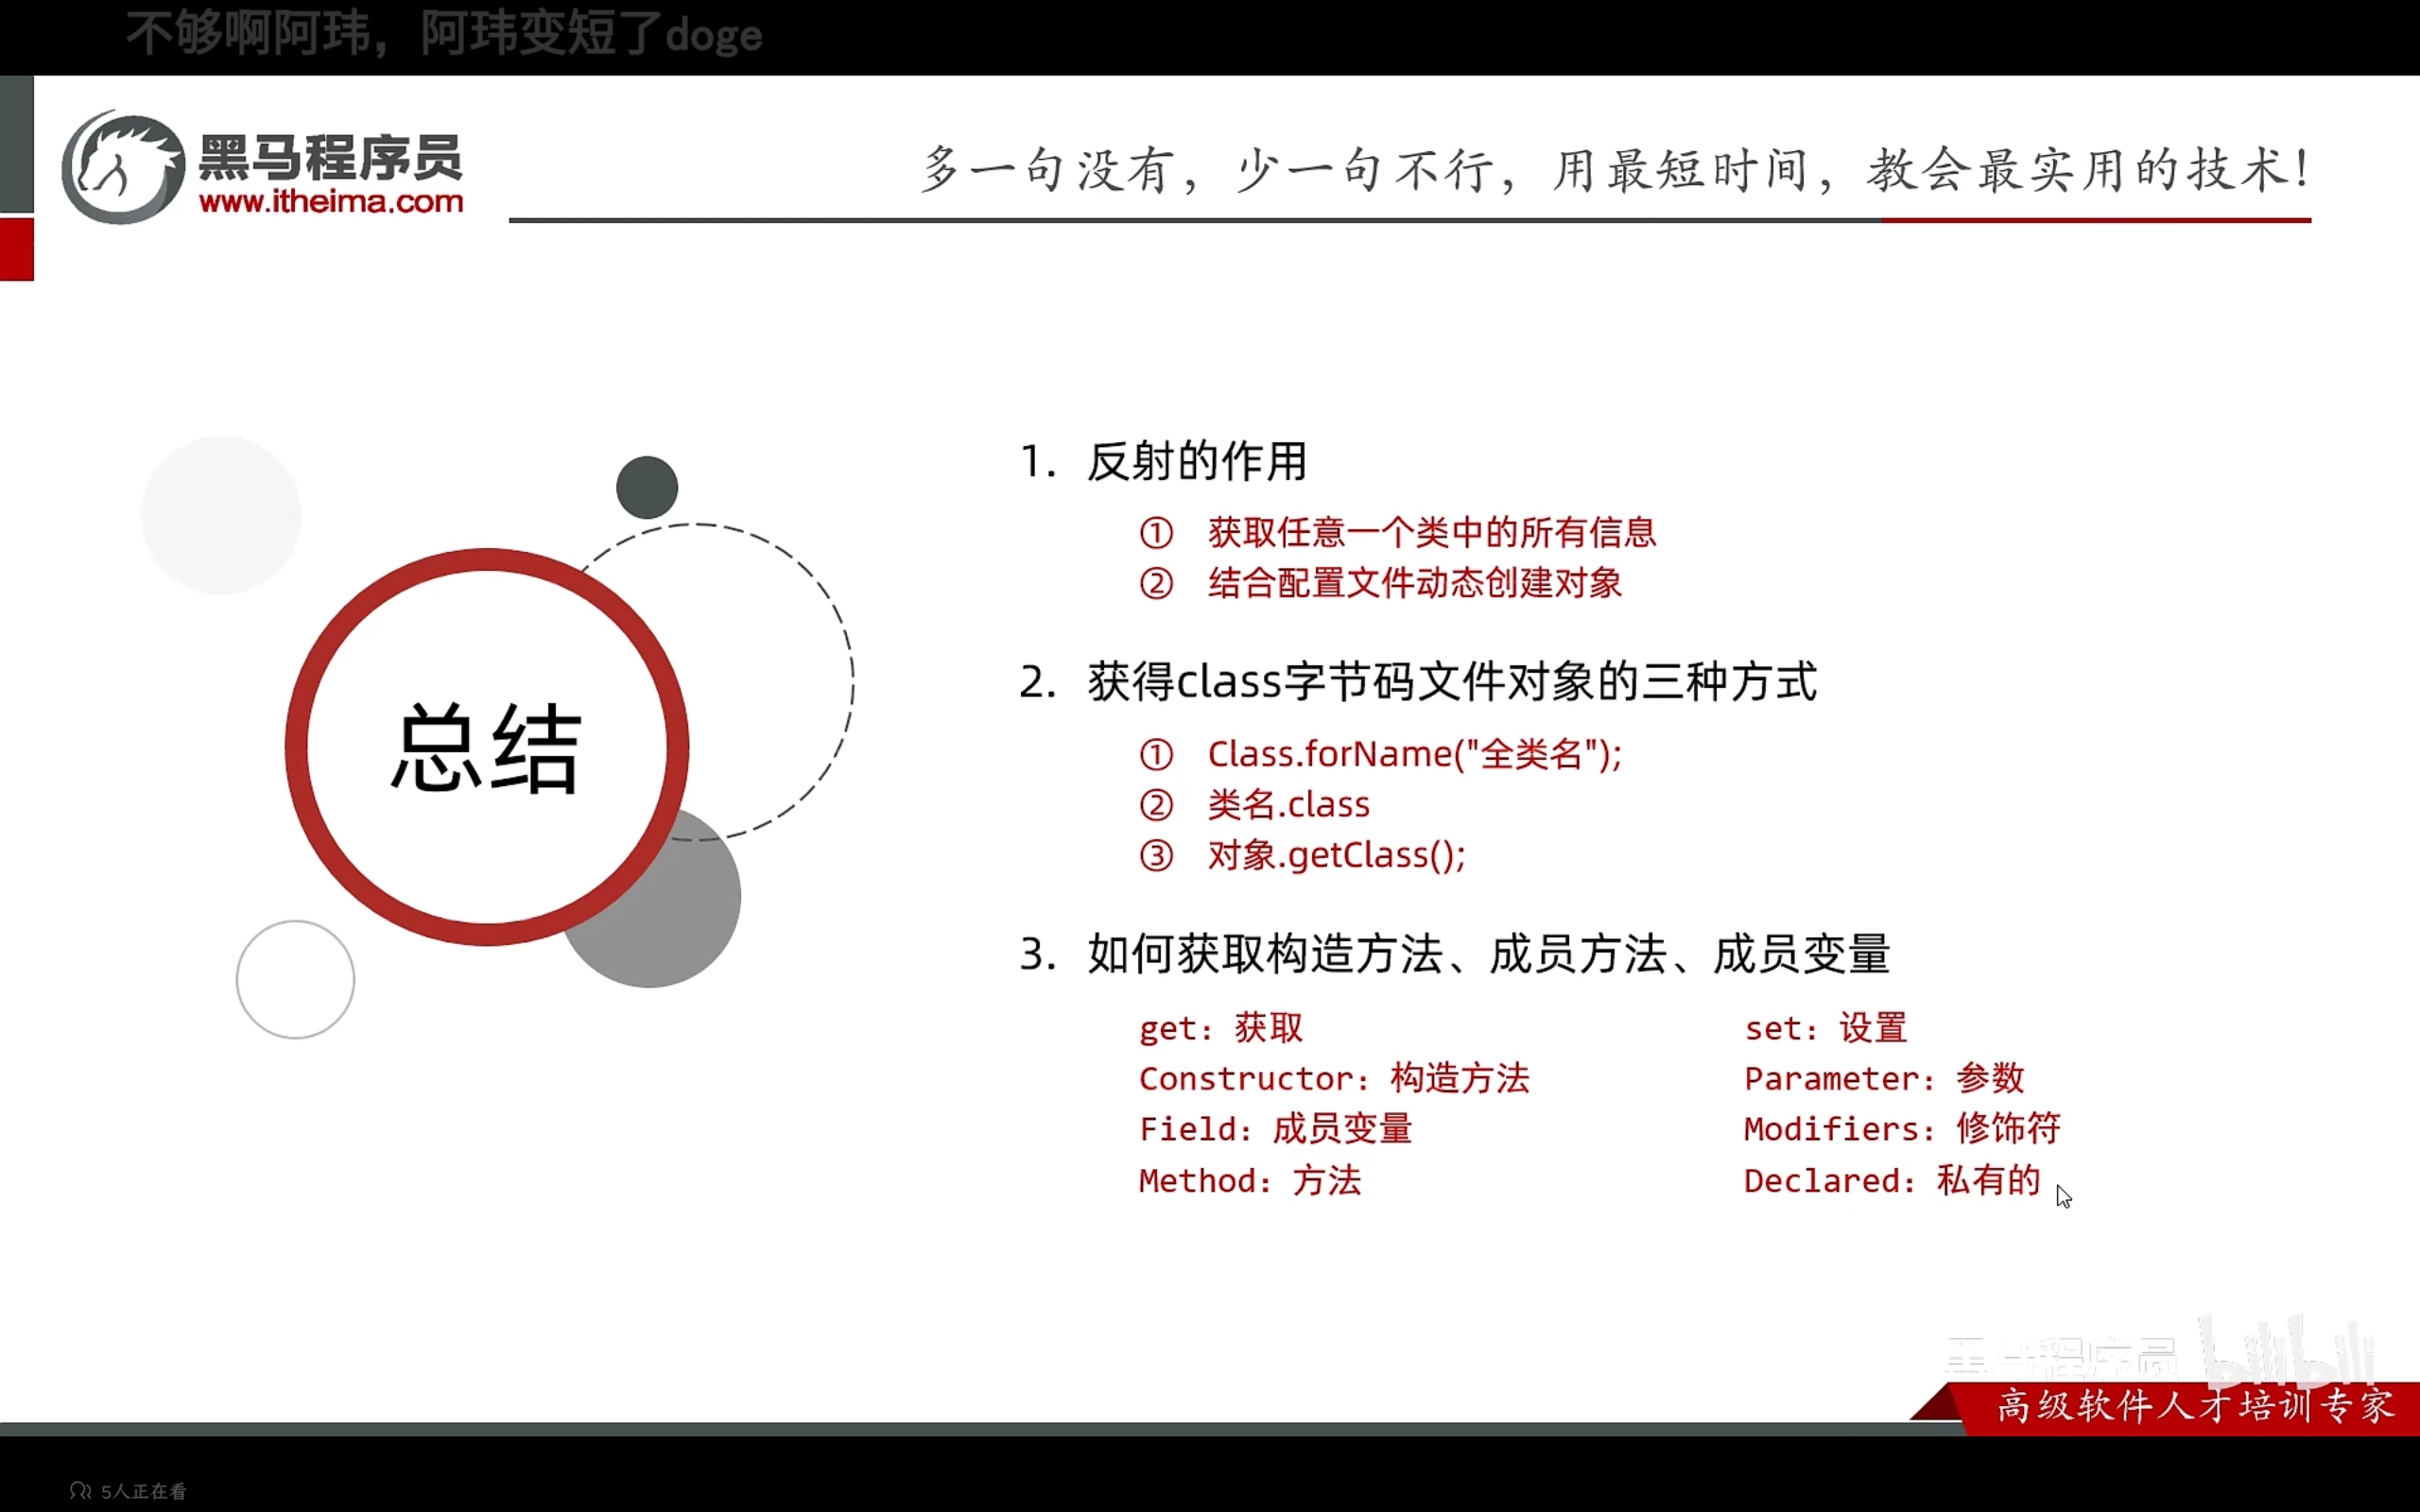 不够啊阿玮，阿玮变短了doge
黑马程序员
www.itheima.com
多一句没有，少一句不行，用最短时间，教会最实用的技术！
总结
1. 反射的作用
① 获取任意一个类中的所有信息
② 结合配置文件动态创建对象
2. 获得class字节码文件对象的三种方式
① Class.forName("全类名");
② 类名.class
③ 对象.getClass();
3. 如何获取构造方法、成员方法、成员变量
get：获取 set：设置
Constructor：构造方法 Parameter：参数
Field：成员变量 Modifiers：修饰符
Method：方法 Declared：私有的
黑马程序员 bilibili
高级软件人才培训专家
5人正在看